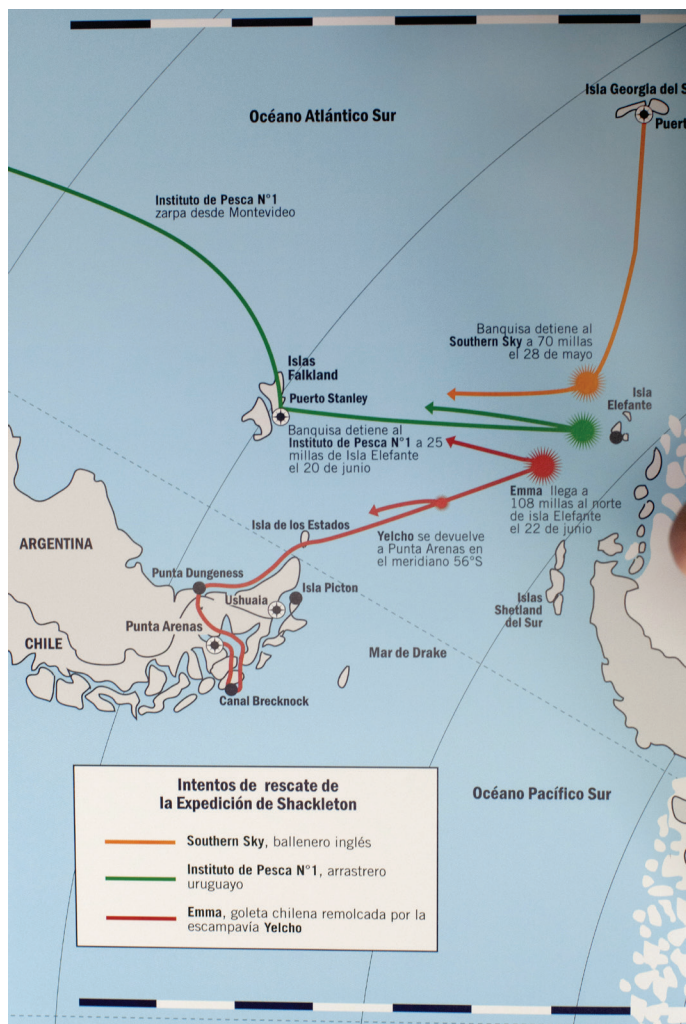 Océano Atlántico Sur
Isla Georgia del
Instituto de Pesca N°1
zarpa desde Montevideo
Banquisa detiene al
Southern Sky a 70 millas
el 28 de mayo
Islas
Falkland
Puerto Stanley
Isla
Elefante
Banquisa detiene al
Instituto de Pesca N°1 a 25
millas de Isla Elefante
el 20 de junio
Emma llega a
108 millas al norte
de isla Elefante
el 22 de junio
Isla de los Estados
Yelcho se devuelve
a Punta Arenas en
el meridiano 56°S
ARGENTINA
Punta Dungeness
Isla Picton
Ushuaia
Islas
Shetland
del Sur
Punta Arenas
CHILE
Mar de Drake
Canal Brecknock
Océano Pacífico Sur
Intentos de rescate de
la Expedición de Shackleton
Southern Sky, ballenero inglés
Instituto de Pesca N°1, arrastrero
uruguayo
Emma, goleta chilena remolcada por la
escampavía Yelcho